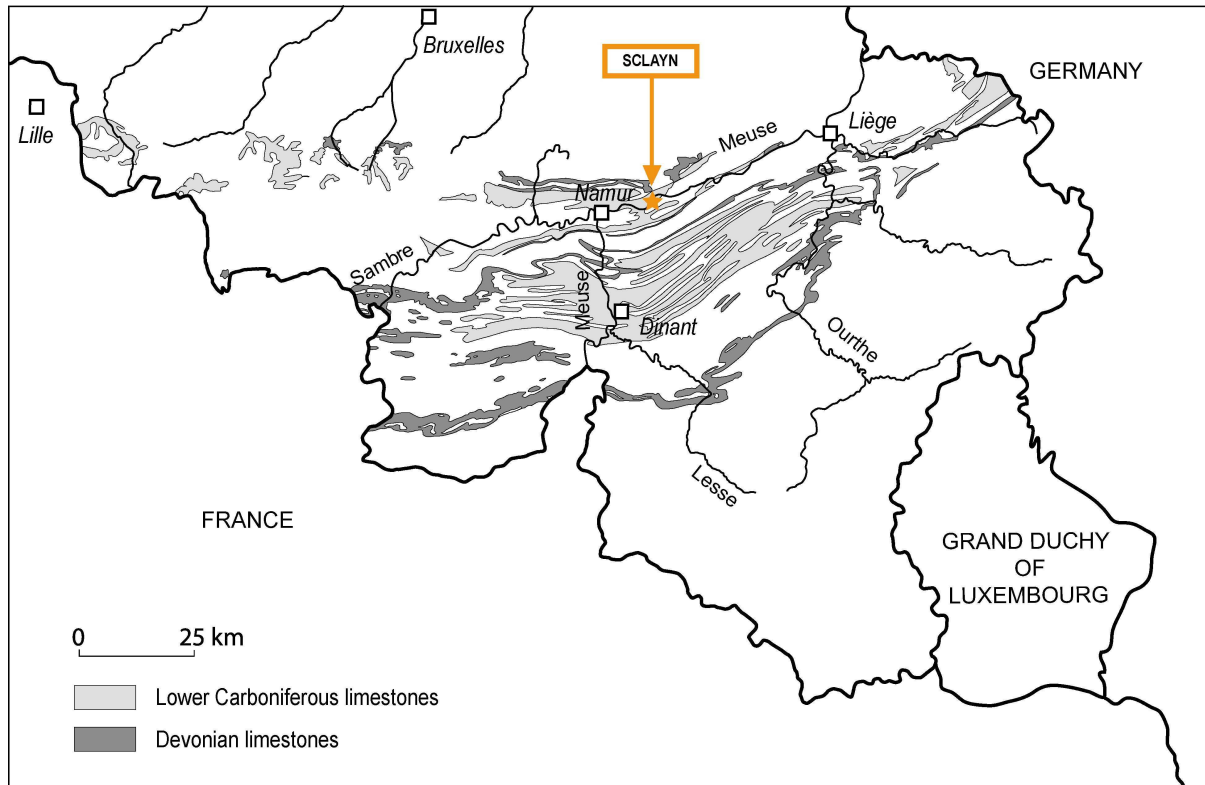 Bruxelles
SCLAYN
GERMANY
Lille
Liège
Meuse
Namur
Sambre
Meuse
Dinant
Ourthe
Lesse
FRANCE
GRAND DUCHY
OF
LUXEMBOURG
0 25 km
Lower Carboniferous limestones
Devonian limestones